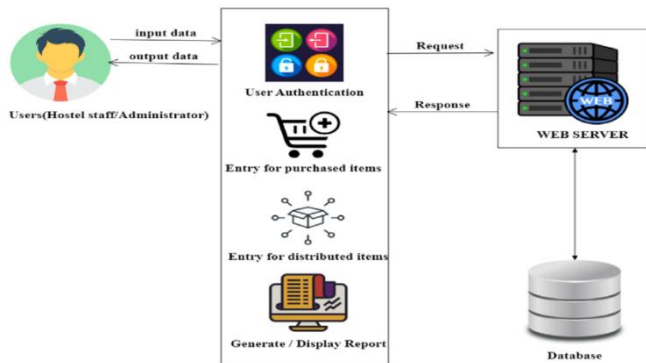 input data
output data
Users(Hostel staff/Administrator)
User Authentication
Entry for purchased items
Entry for distributed items
Generate / Display Report
Request
Response
WEB
WEB SERVER
Database